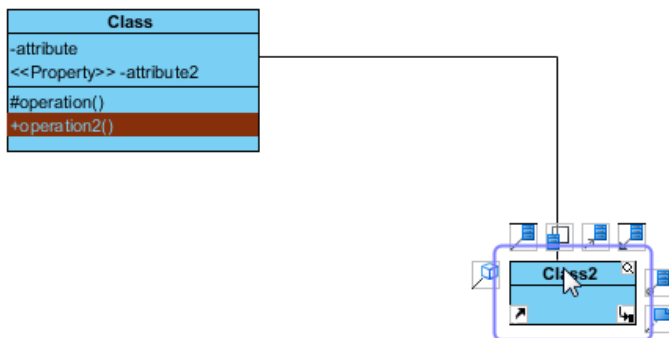 Class
-attribute
<<Property>> -attribute2
#operation()
+operation2()
Class2